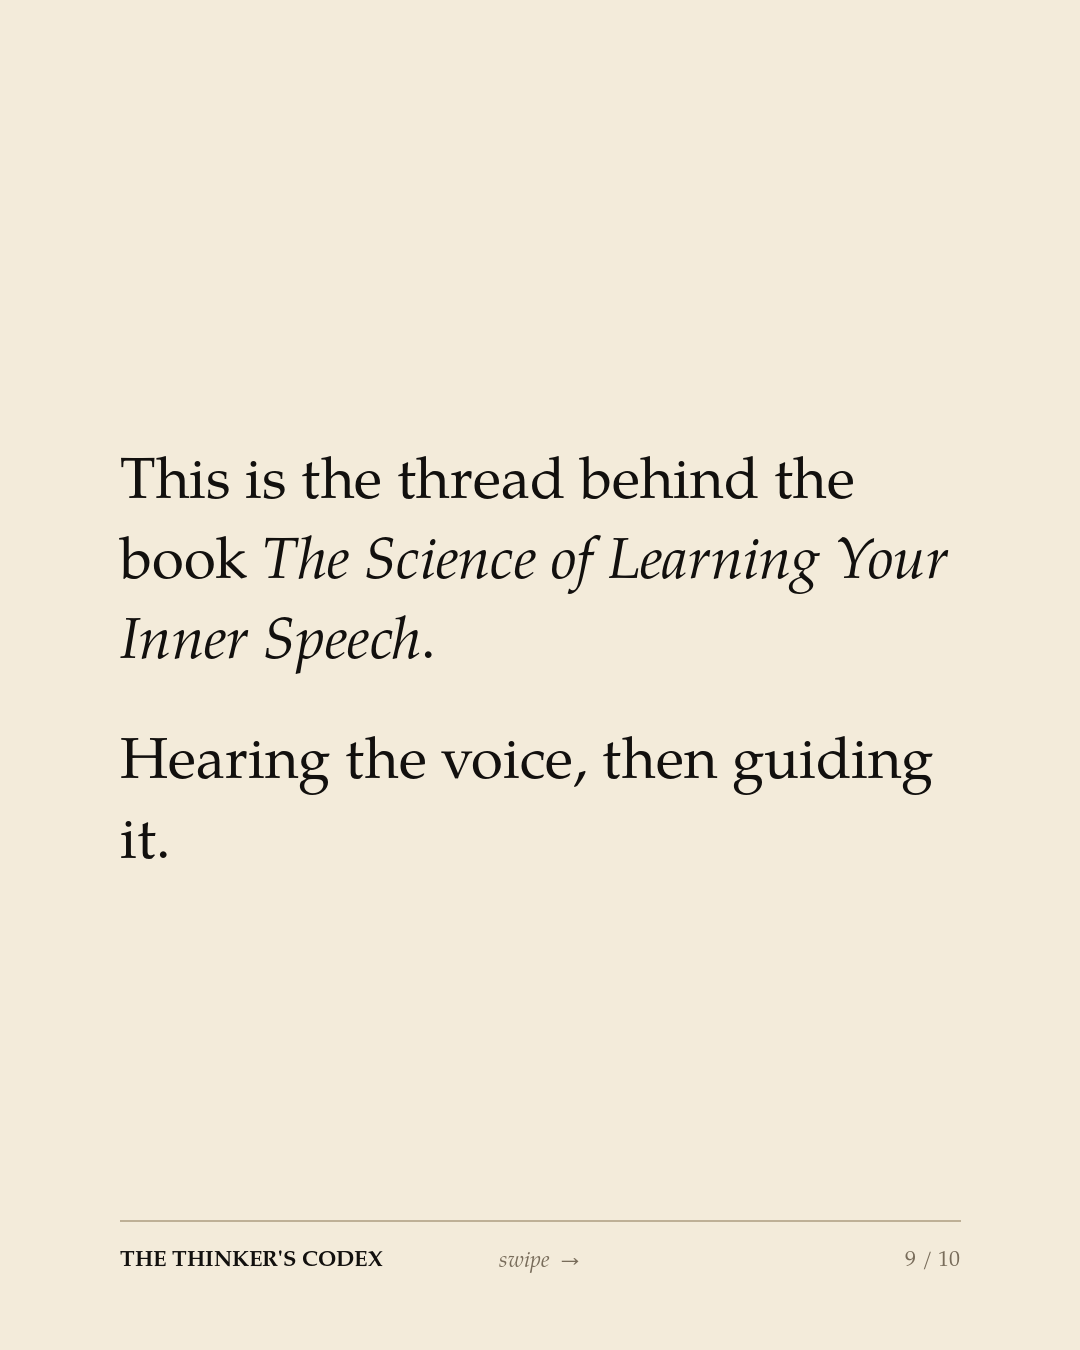 This is the thread behind the
book The Science of Learning Your
Inner Speech.
Hearing the voice, then guiding
it.
THE THINKER'S CODEX
swipe →
9 / 10